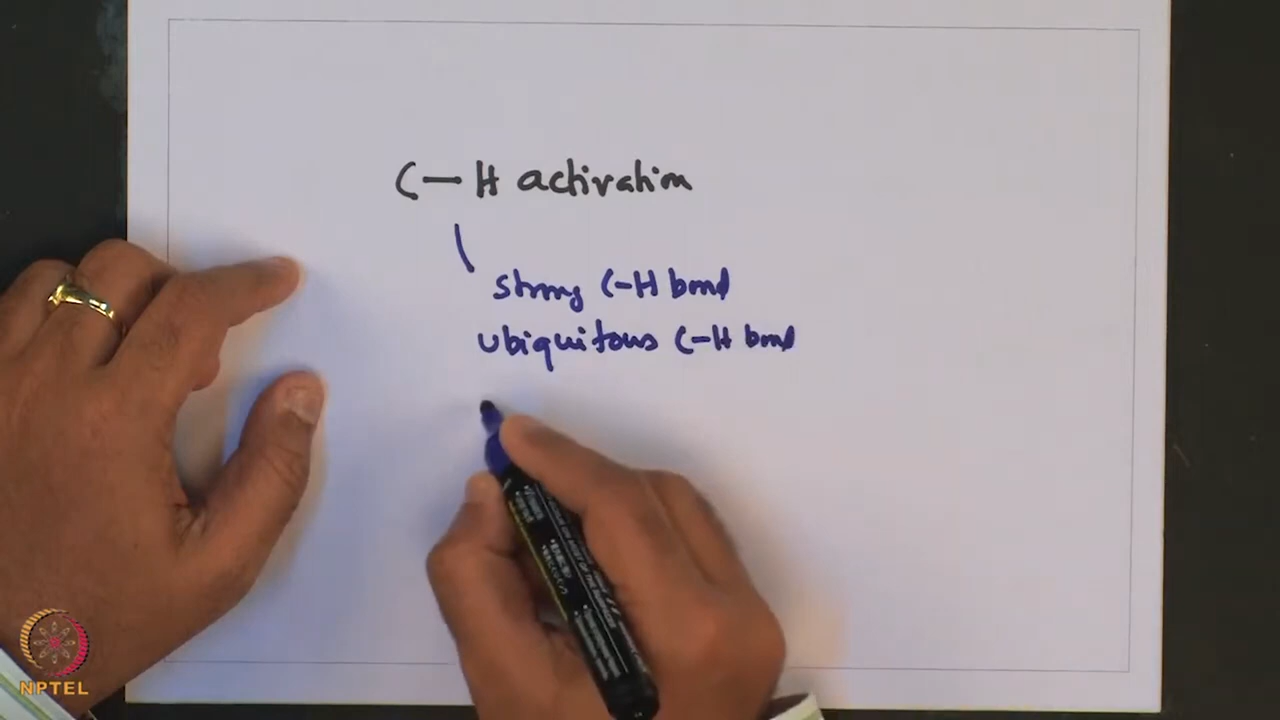 C–H activation
strong C-H bond
ubiquitous C-H bond
NPTEL